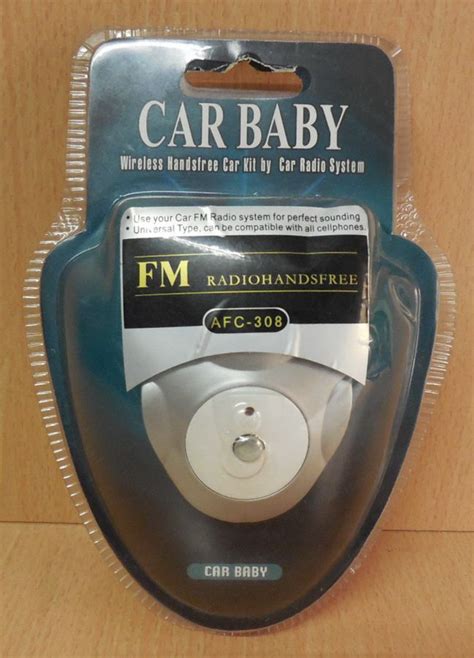 CAR BABY
Wireless Handsfree Car Kit by Car Radio System
• Use your Car FM Radio system for perfect sounding
• Universal Type, can be compatible with all cellphones.
FM RADIOHANDSFREE
AFC-308
CAR BABY